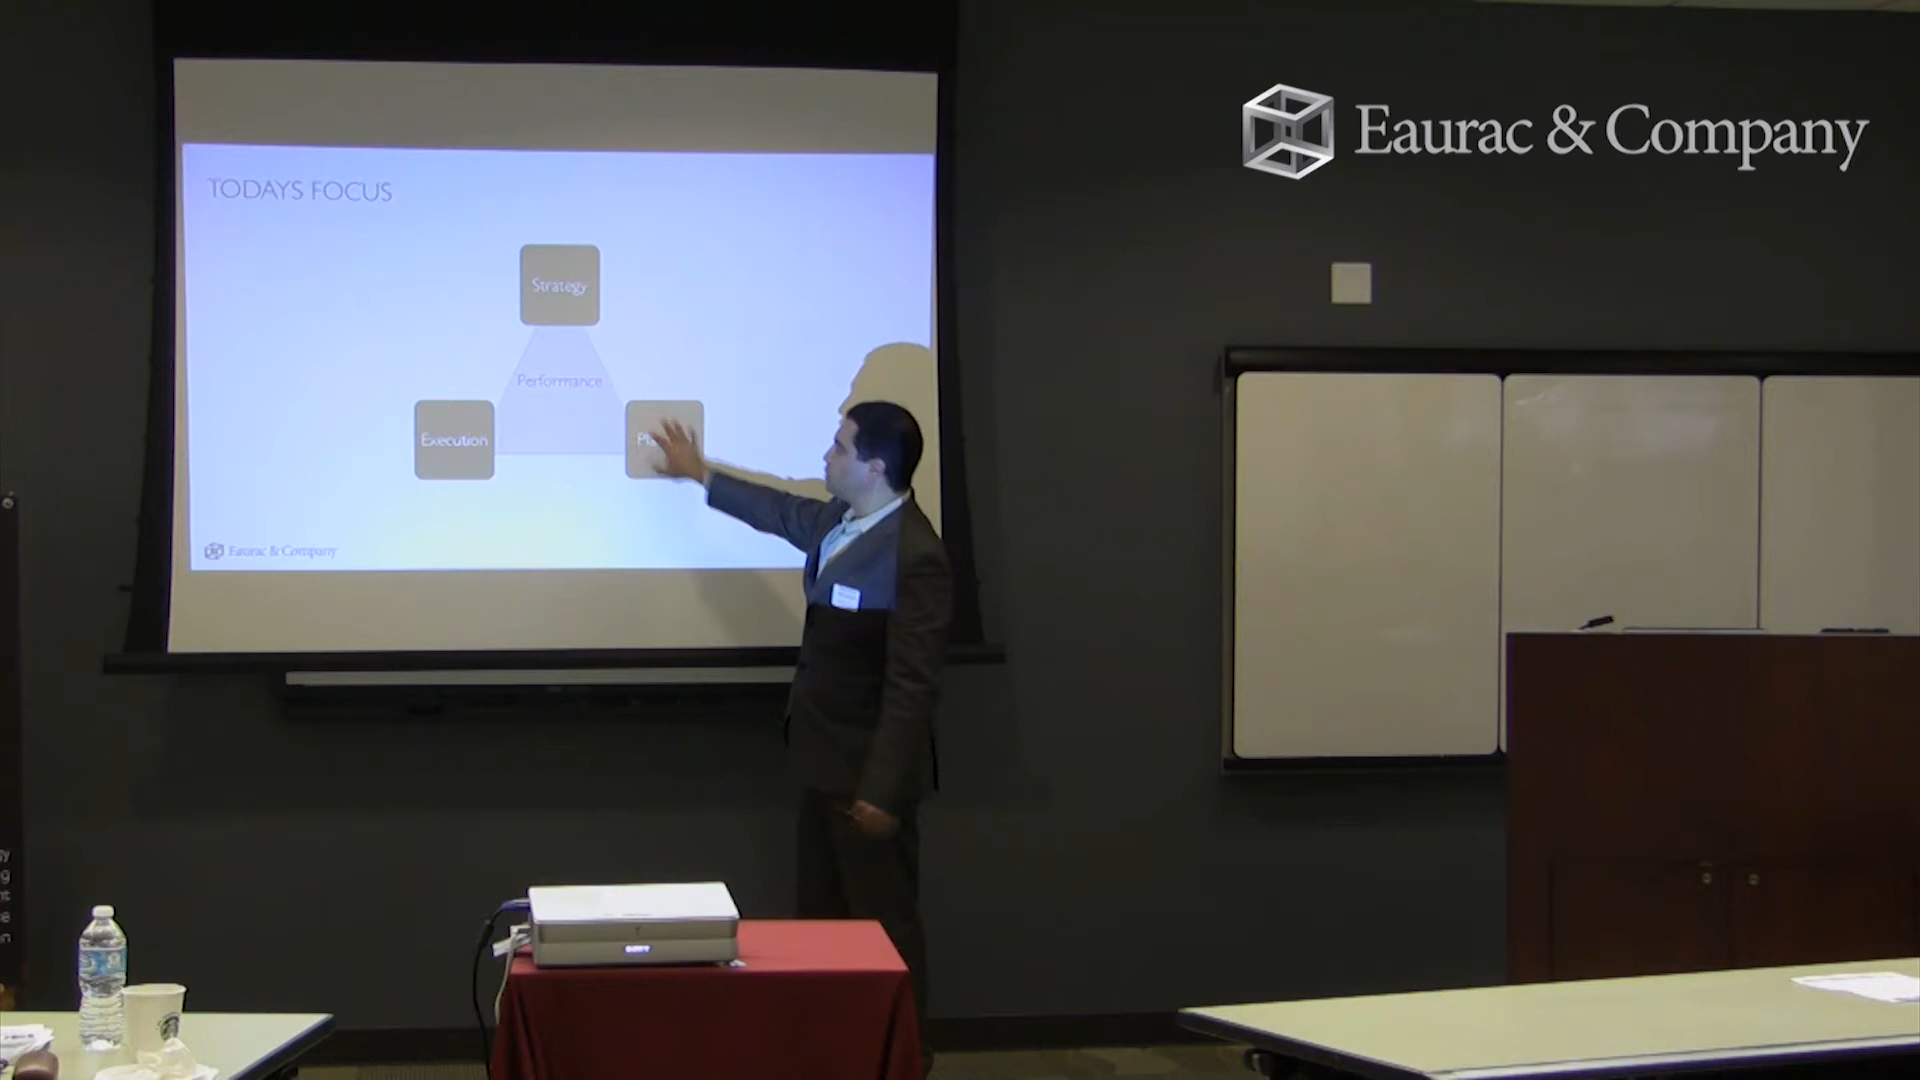 Eaurac & Company
TODAYS FOCUS
Strategy
Performance
Execution
Eaurac & Company